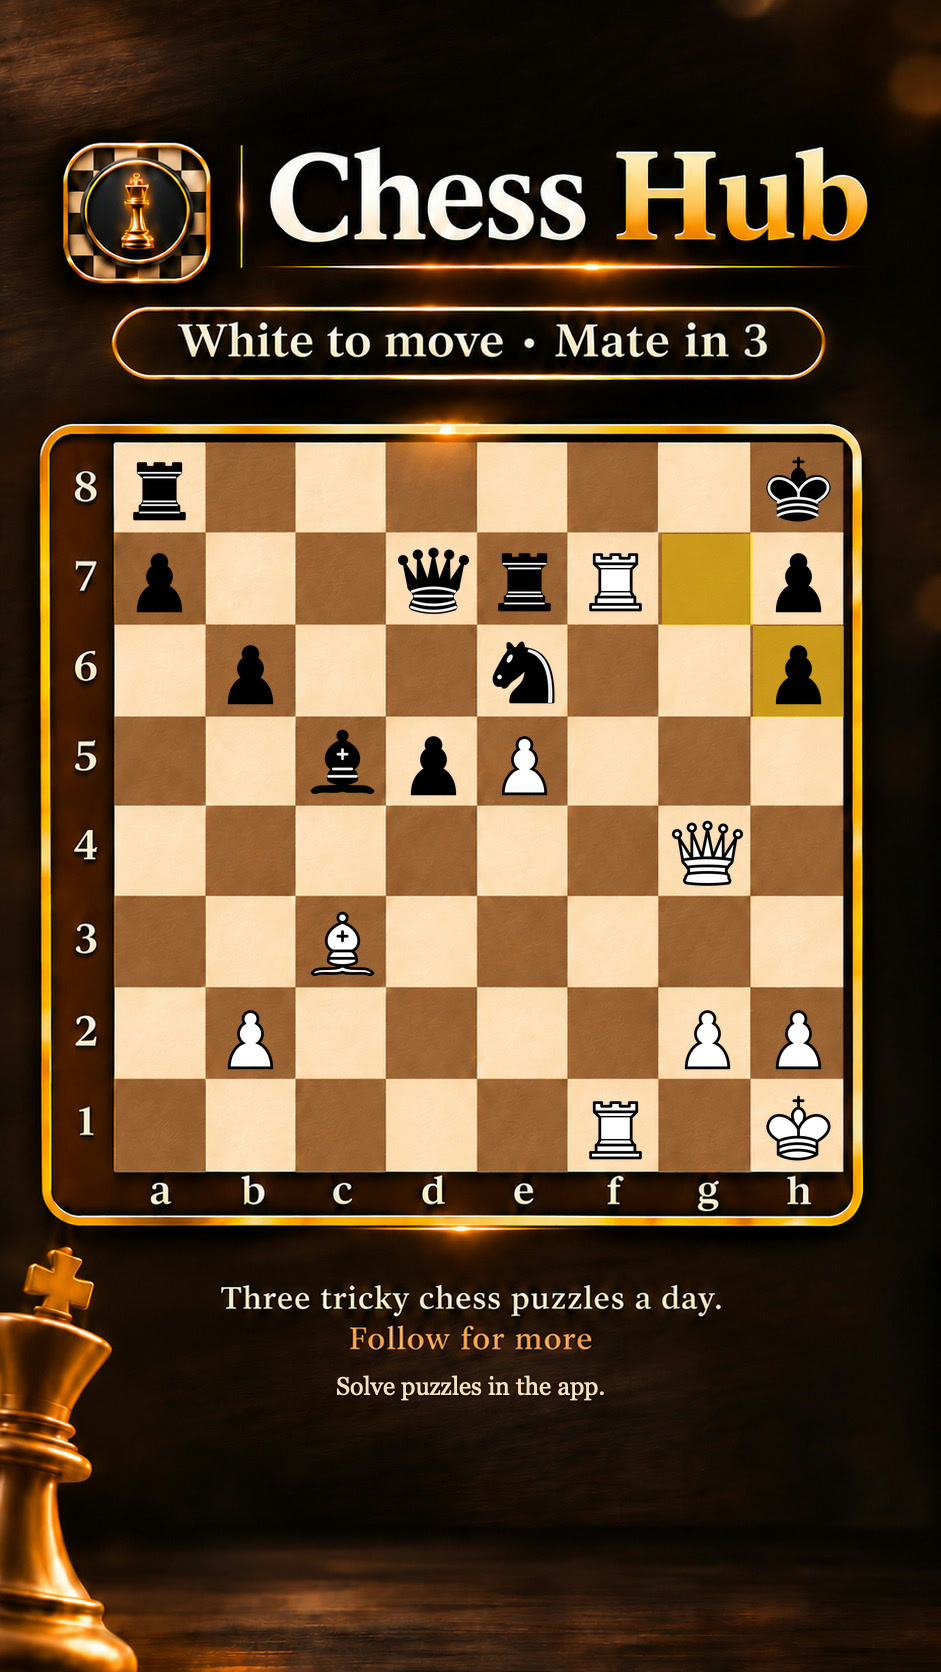 Chess Hub
White to move • Mate in 3
8
7
6
5
4
3
2
1
a b c d e f g h
Three tricky chess puzzles a day.
Follow for more
Solve puzzles in the app.